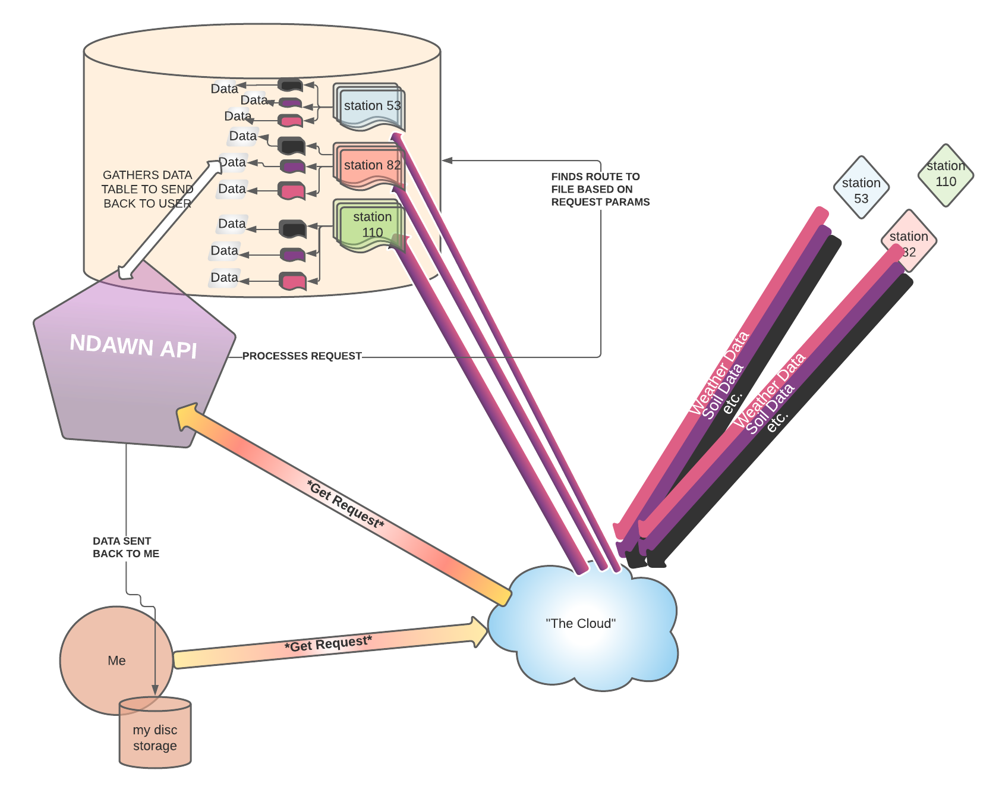 Data
Data
Data
station 53
Data
Data
Data
station 82
Data
Data
Data
station
110
GATHERS DATA
TABLE TO SEND
BACK TO USER
FINDS ROUTE TO
FILE BASED ON
REQUEST PARAMS
station
53
station
110
station
82
NDAWN API
PROCESSES REQUEST
Weather Data
Soil Data
etc.
Weather Data
Soil Data
etc.
*Get Request*
DATA SENT
BACK TO ME
"The Cloud"
*Get Request*
Me
my disc
storage